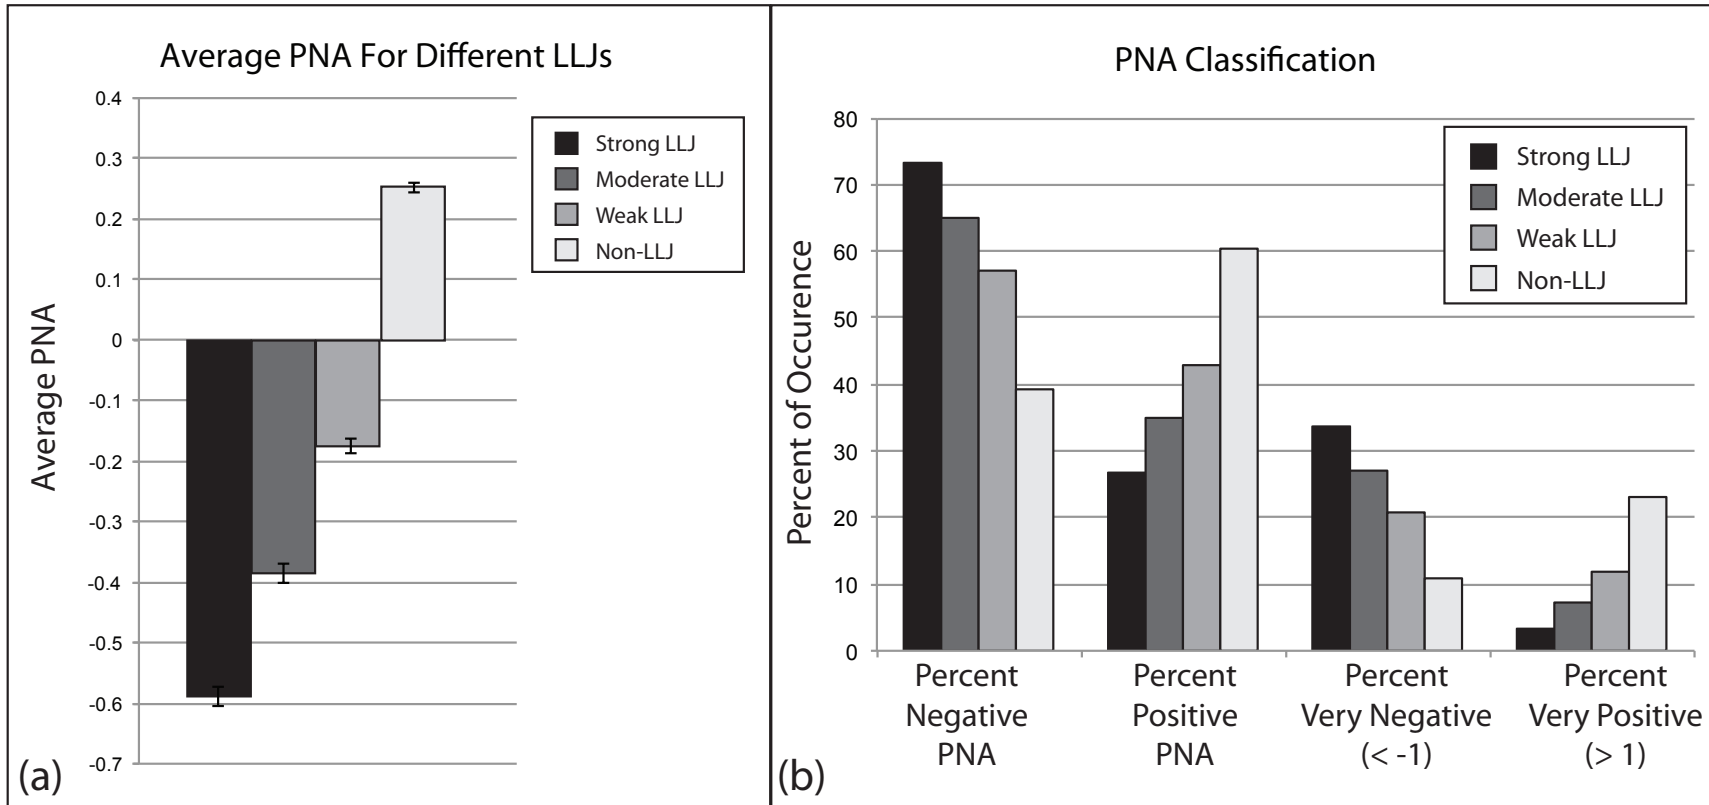 Average PNA For Different LLJs
0.4
0.3
0.2
0.1
0
-0.1
-0.2
-0.3
-0.4
-0.5
-0.6
-0.7
Average PNA
Strong LLJ
Moderate LLJ
Weak LLJ
Non-LLJ
(a)
PNA Classification
80
70
60
50
40
30
20
10
0
Percent of Occurence
Strong LLJ
Moderate LLJ
Weak LLJ
Non-LLJ
Percent
Negative
PNA
Percent
Positive
PNA
Percent
Very Negative
(< -1)
Percent
Very Positive
(> 1)
(b)